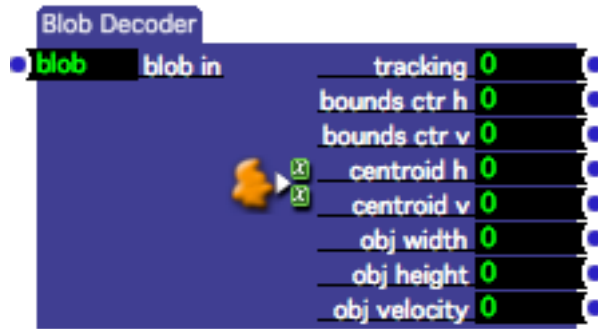 Blob Decoder
blob blob in tracking 0
bounds ctr h 0
bounds ctr v 0
x centroid h 0
x centroid v 0
obj width 0
obj height 0
obj velocity 0